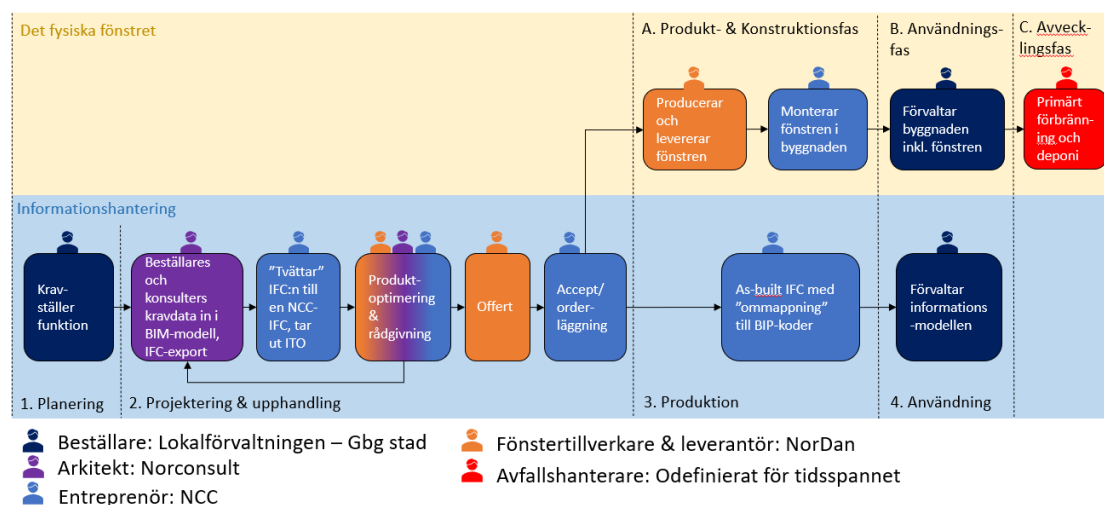 Det fysiska fönstret
A. Produkt- & Konstruktionsfas
B. Användnings-
fas
C. Avveck-
lingsfas
Producerar
och
levererar
fönstren
Monterar
fönstren i
byggnaden
Förvaltar
byggnaden
inkl. fönstren
Primärt
förbränn-
ing och
deponi
Informationshantering
Krav-
ställer
funktion
Beställares
och
konsulters
kravdata in i
BIM-modell,
IFC-export
”Tvättar”
IFC:n till
en NCC-
IFC, tar
ut ITO
Produkt-
optimering
&
rådgivning
Offert
Accept/
order-
läggning
As-built IFC med
”ommappning”
till BIP-koder
Förvaltar
informations
-modellen
1. Planering
2. Projektering & upphandling
3. Produktion
4. Användning
Beställare: Lokalförvaltningen – Gbg stad
Arkitekt: Norconsult
Entreprenör: NCC
Fönstertillverkare & leverantör: NorDan
Avfallshanterare: Odefinierat för tidsspannet